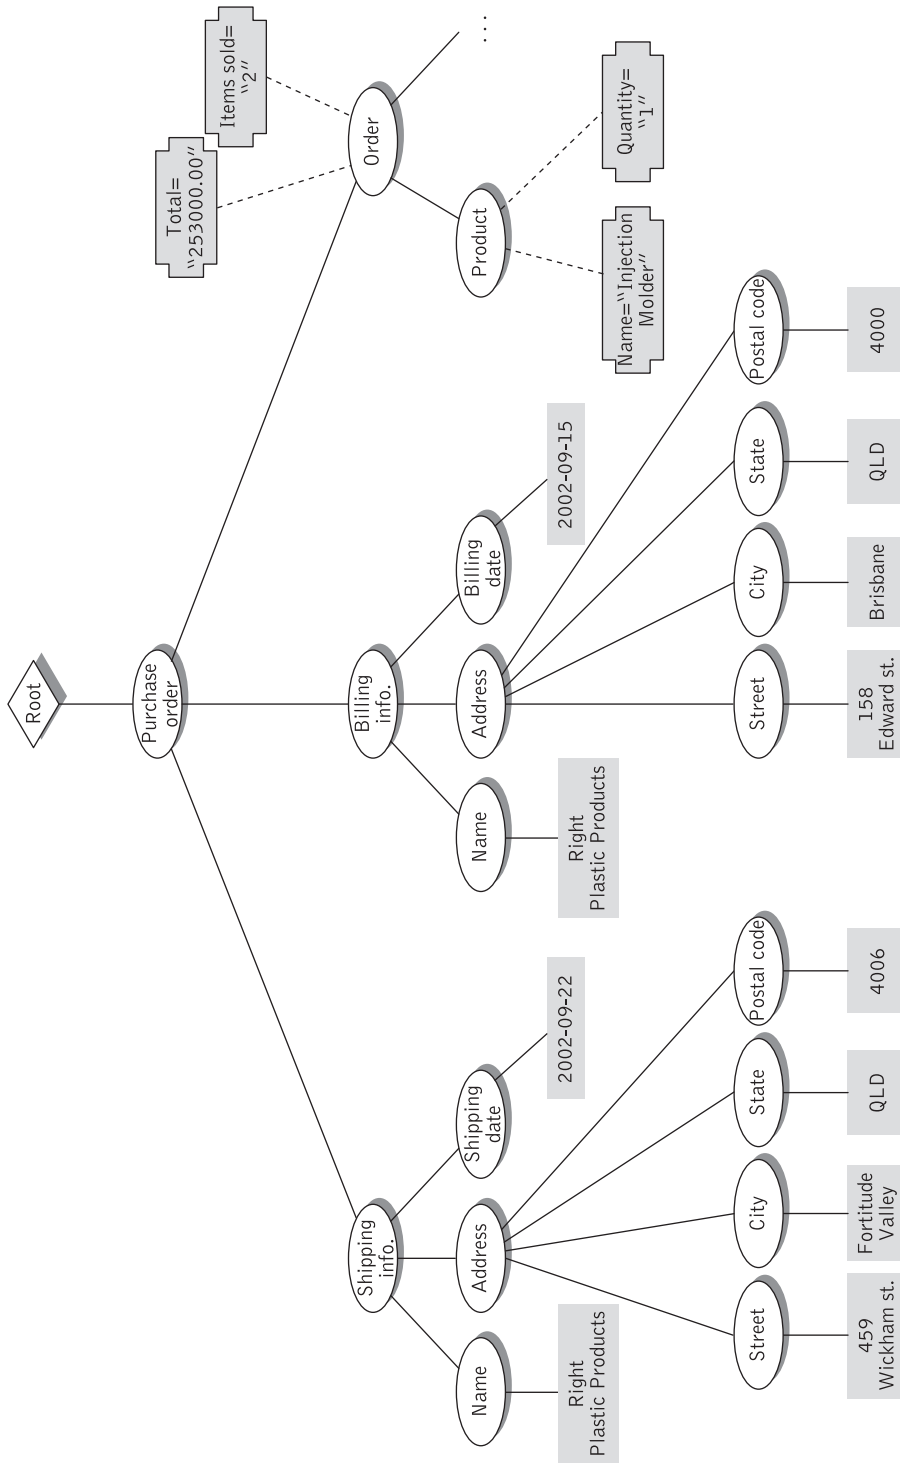 Root
Purchase
order
Shipping
info.
Billing
info.
Order
Total=
“253000.00”
Items sold=
“2”
Name
Address
Shipping
date
Name
Address
Billing
date
Product
...
Right
Plastic Products
2002-09-22
Right
Plastic Products
2002-09-15
Name=“Injection
Molder”
Quantity=
“1”
Street
City
State
Postal code
Street
City
State
Postal code
459
Wickham st.
Fortitude
Valley
QLD
4006
158
Edward st.
Brisbane
QLD
4000